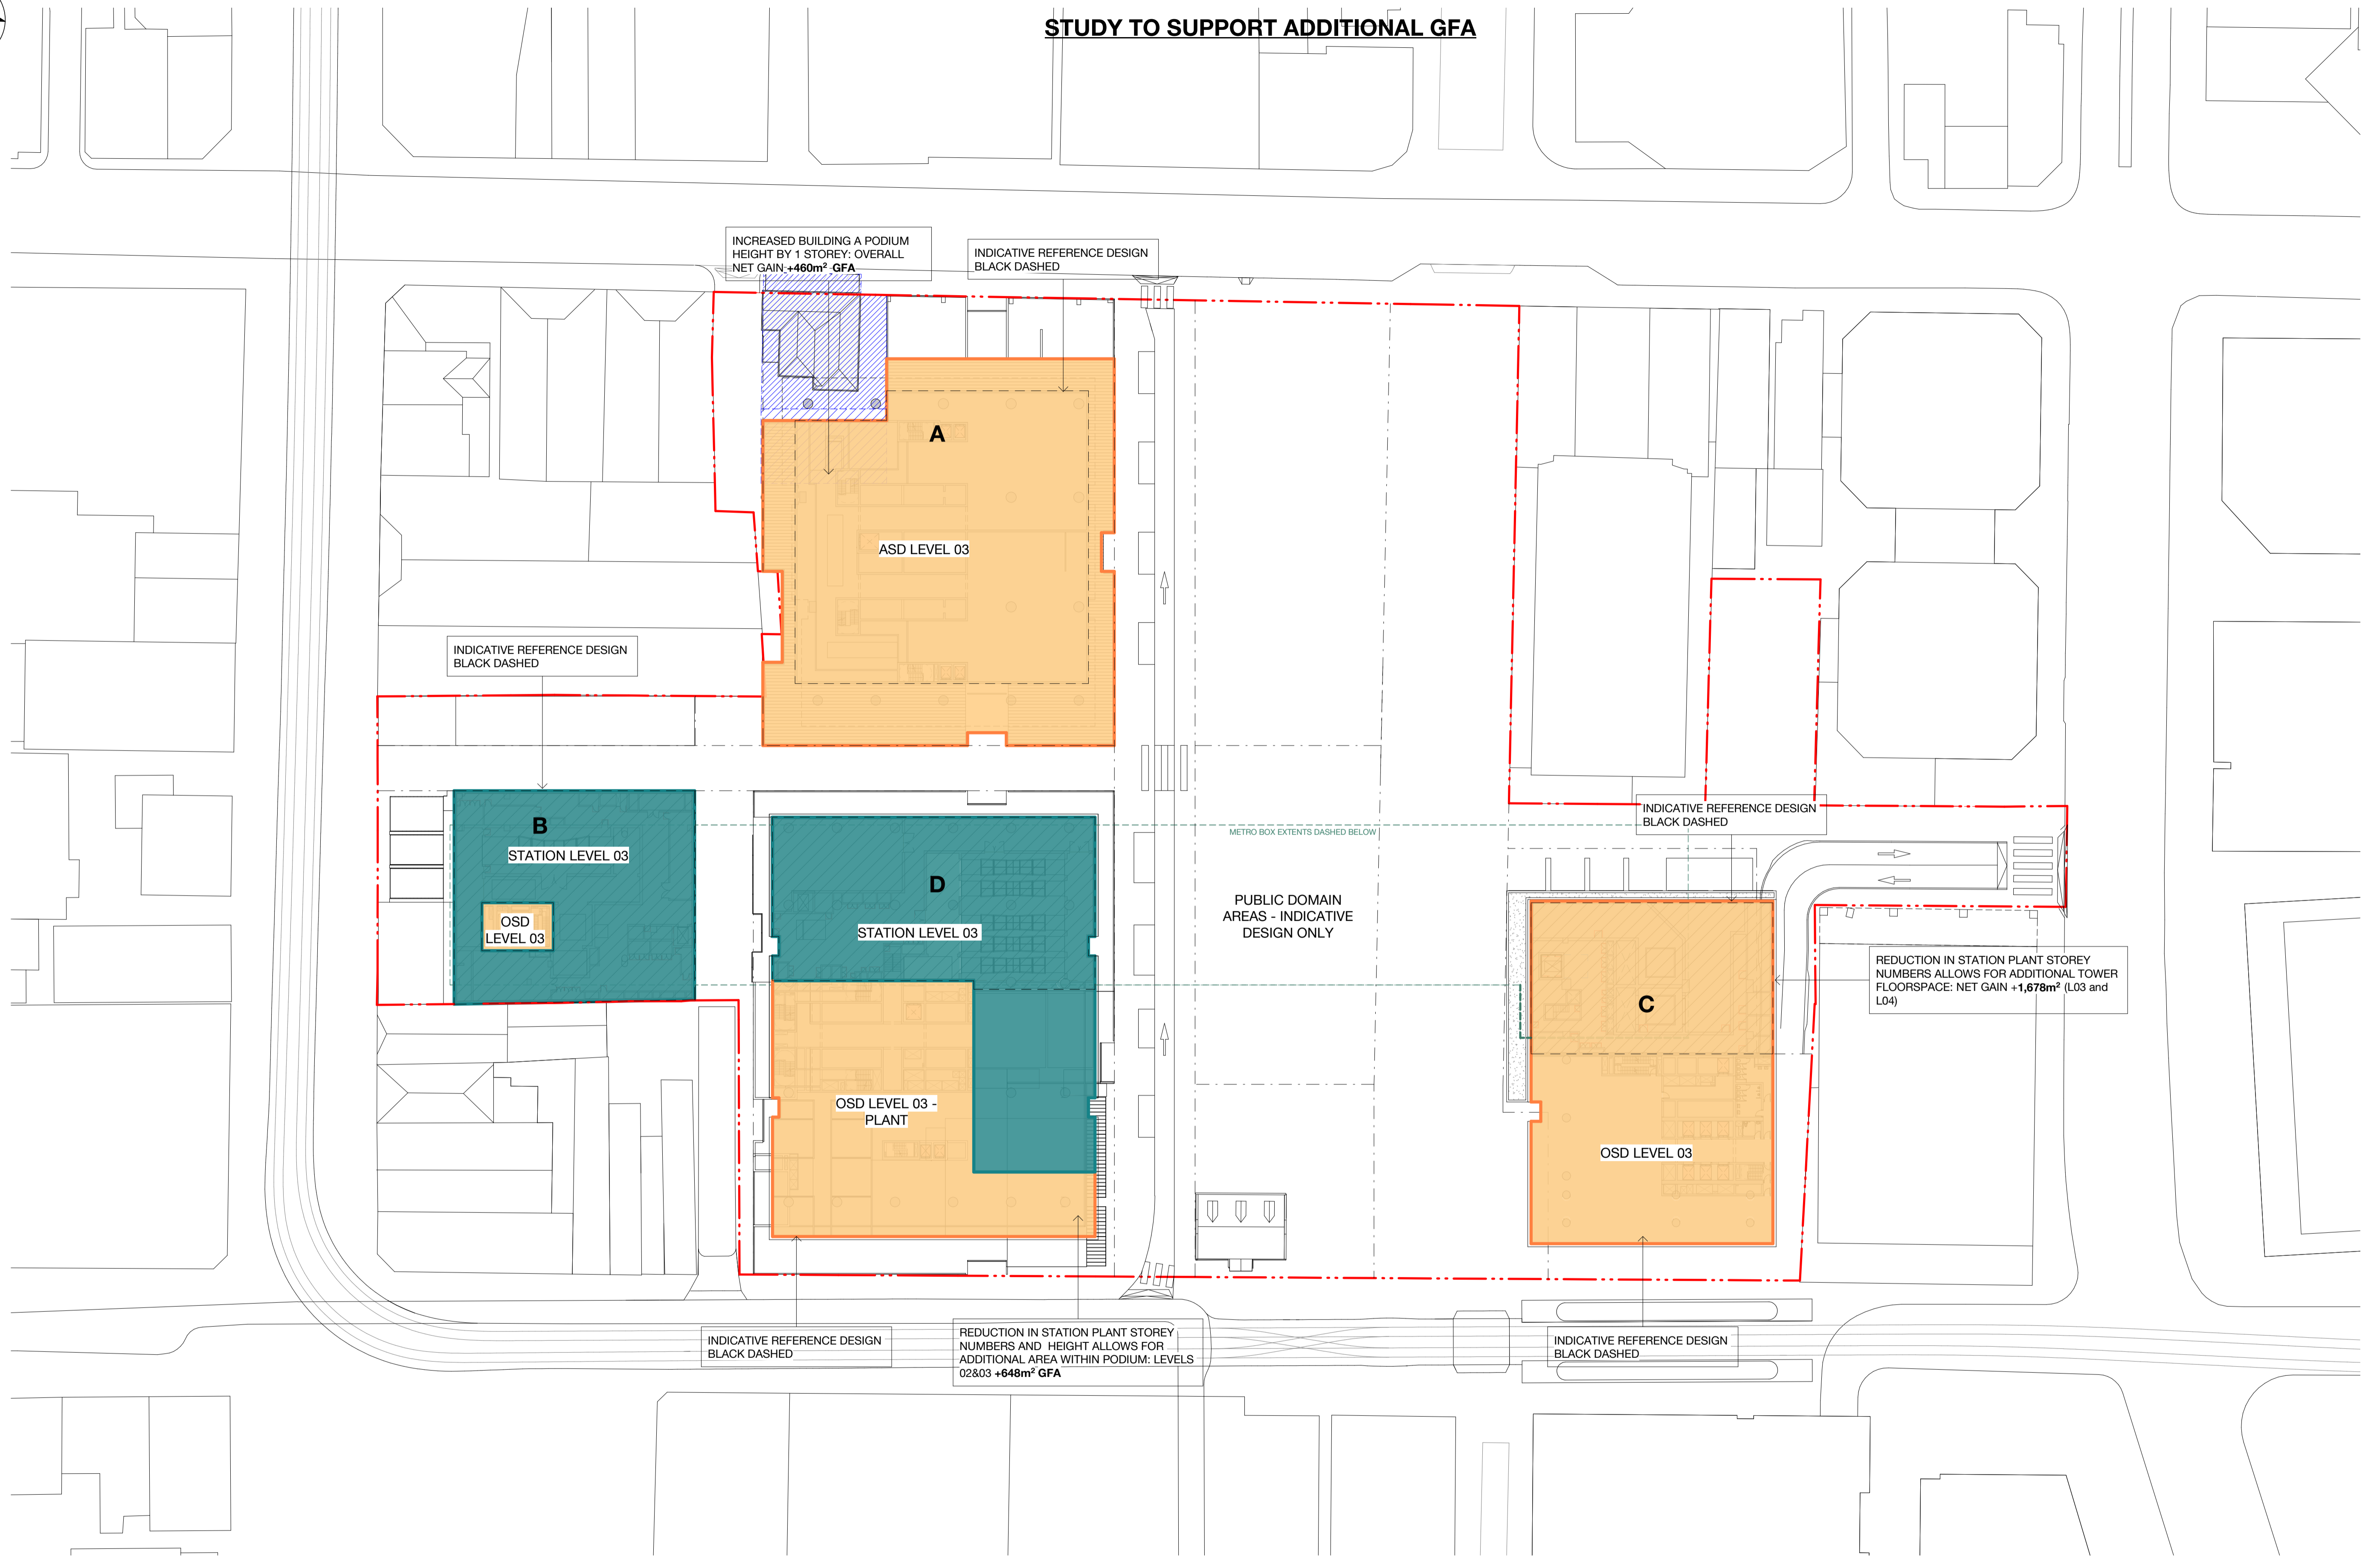 STUDY TO SUPPORT ADDITIONAL GFA
INCREASED BUILDING A PODIUM
HEIGHT BY 1 STOREY: OVERALL
NET GAIN +460m² GFA
INDICATIVE REFERENCE DESIGN
BLACK DASHED
A
ASD LEVEL 03
INDICATIVE REFERENCE DESIGN
BLACK DASHED
B
STATION LEVEL 03
OSD
LEVEL 03
D
STATION LEVEL 03
OSD LEVEL 03 -
PLANT
METRO BOX EXTENTS DASHED BELOW
PUBLIC DOMAIN
AREAS - INDICATIVE
DESIGN ONLY
INDICATIVE REFERENCE DESIGN
BLACK DASHED
C
OSD LEVEL 03
REDUCTION IN STATION PLANT STOREY
NUMBERS ALLOWS FOR ADDITIONAL TOWER
FLOORSPACE: NET GAIN +1,678m² (L03 and
L04)
INDICATIVE REFERENCE DESIGN
BLACK DASHED
REDUCTION IN STATION PLANT STOREY
NUMBERS AND HEIGHT ALLOWS FOR
ADDITIONAL AREA WITHIN PODIUM: LEVELS
02&03 +648m² GFA
INDICATIVE REFERENCE DESIGN
BLACK DASHED